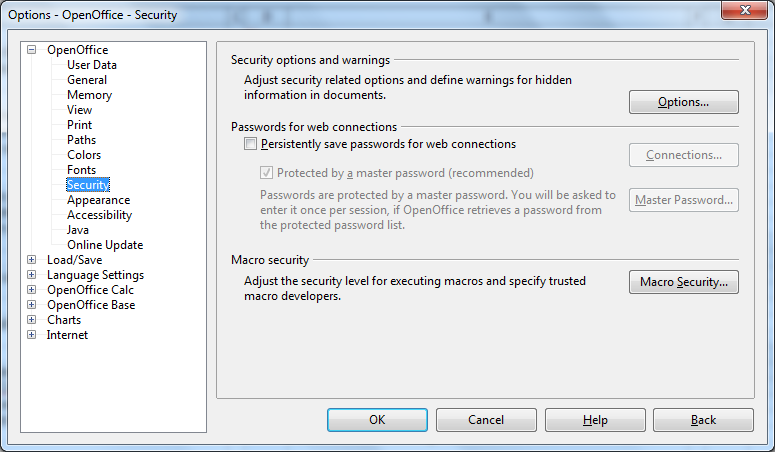 Options - OpenOffice - Security
OpenOffice
User Data
General
Memory
View
Print
Paths
Colors
Fonts
Security
Appearance
Accessibility
Java
Online Update
Load/Save
Language Settings
OpenOffice Calc
OpenOffice Base
Charts
Internet
Security options and warnings
Adjust security related options and define warnings for hidden
information in documents.
Options...
Passwords for web connections
Persistently save passwords for web connections
Connections...
Protected by a master password (recommended)
Passwords are protected by a master password. You will be asked to
enter it once per session, if OpenOffice retrieves a password from
the protected password list.
Master Password...
Macro security
Adjust the security level for executing macros and specify trusted
macro developers.
Macro Security...
OK
Cancel
Help
Back